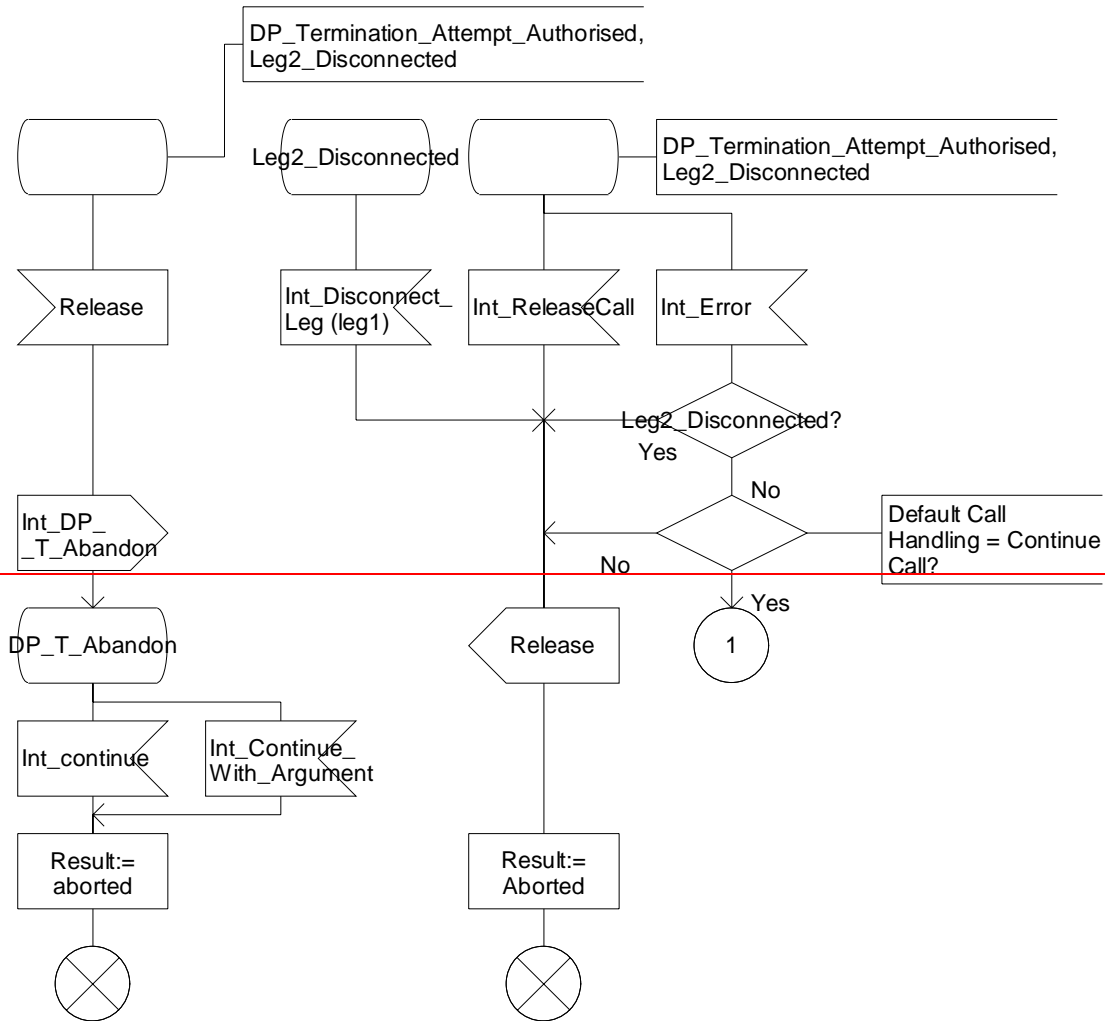 DP_Termination_Attempt_Authorised,
Leg2_Disconnected
Leg2_Disconnected
DP_Termination_Attempt_Authorised,
Leg2_Disconnected
Release
Int_Disconnect_
Leg (leg1)
Int_ReleaseCall
Int_Error
Leg2_Disconnected?
Yes
No
Int_DP_
_T_Abandon
Default Call
Handling = Continue
Call?
No
Yes
DP_T_Abandon
Release
1
Int_continue
Int_Continue_
With_Argument
Result:=
aborted
Result:=
Aborted